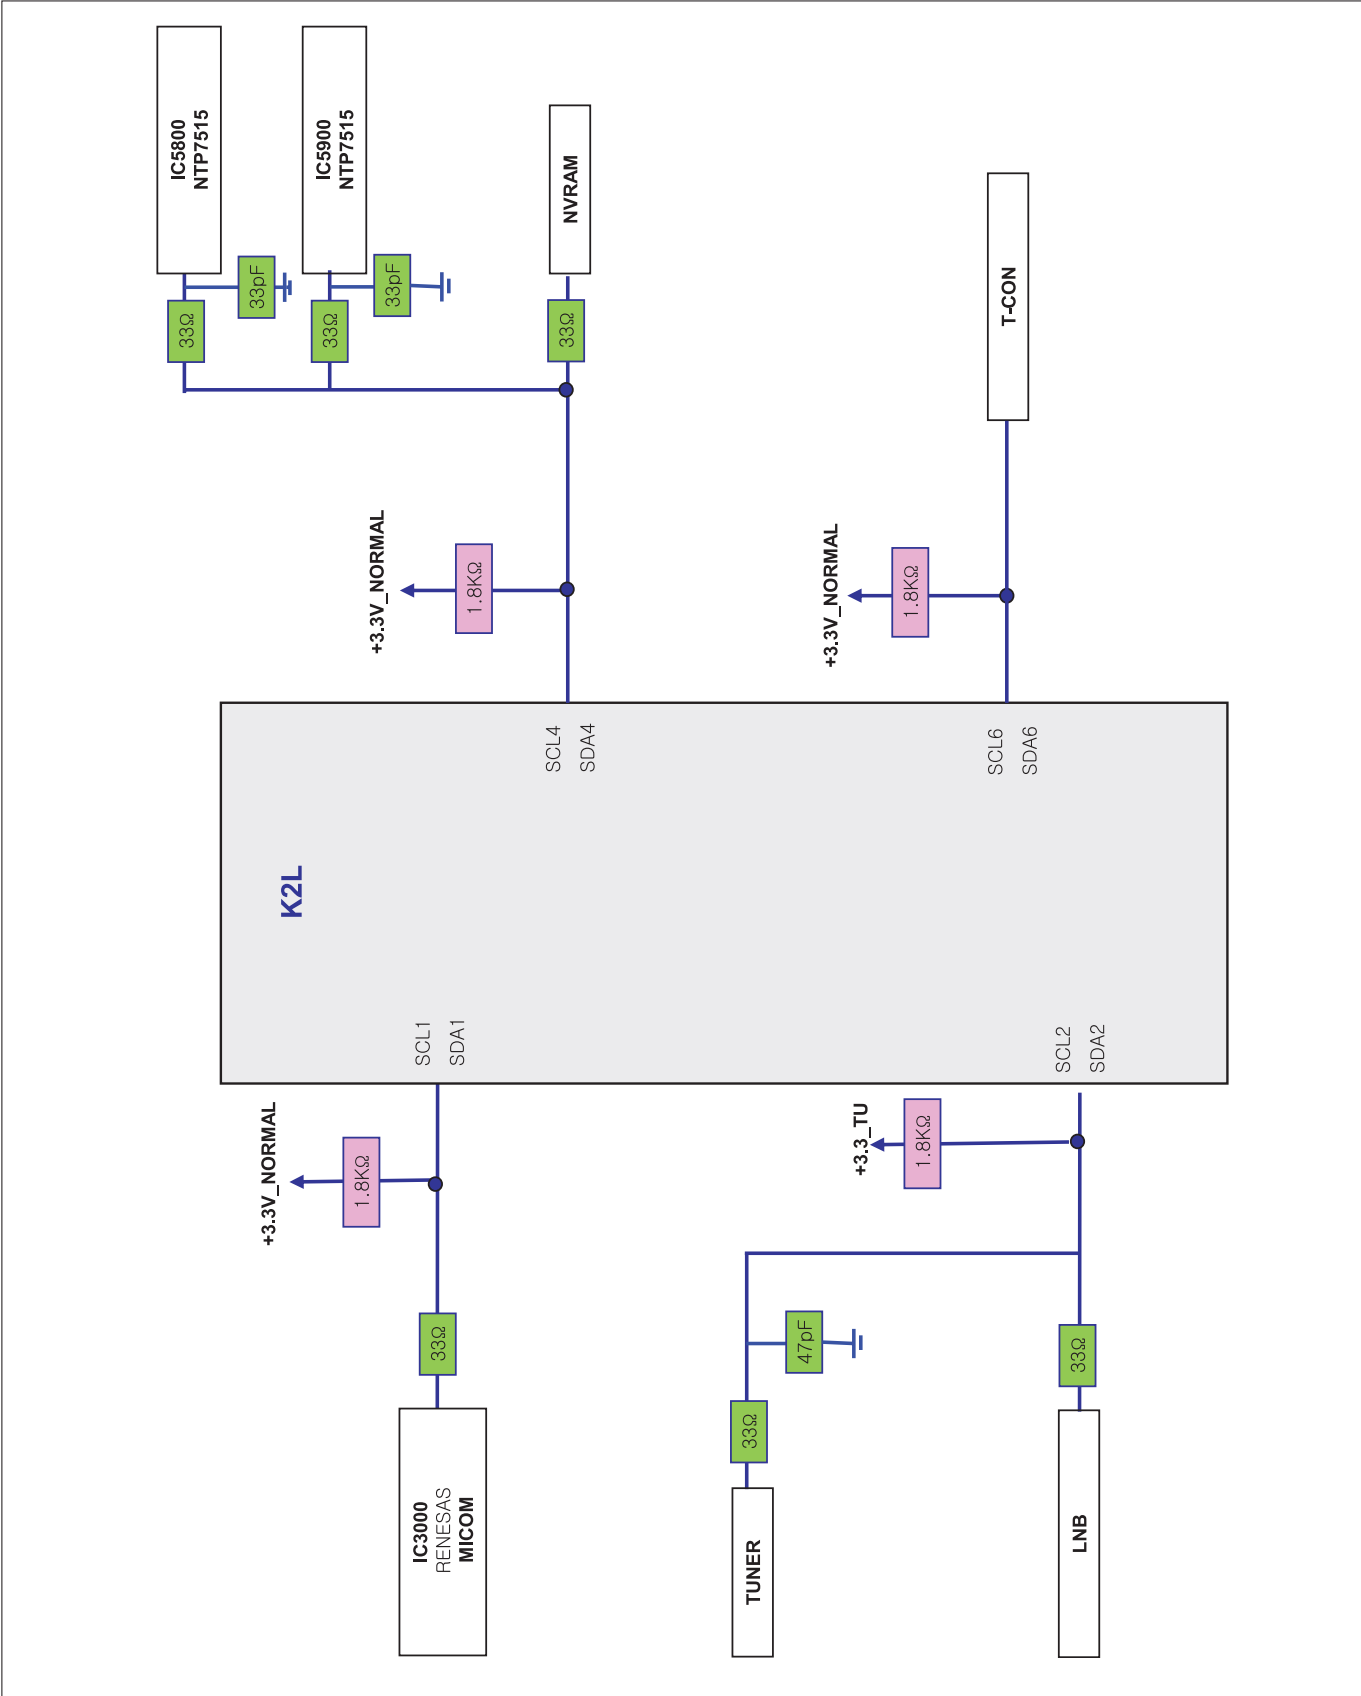 IC5800
NTP7515
IC5900
NTP7515
NVRAM
33pF
33pF
33Ω
33Ω
33Ω
T-CON
+3.3V_NORMAL
1.8KΩ
+3.3V_NORMAL
1.8KΩ
SCL4
SDA4
SCL6
SDA6
K2L
SCL1
SDA1
SCL2
SDA2
+3.3V_NORMAL
1.8KΩ
+3.3_TU
1.8KΩ
33Ω
47pF
33Ω
33Ω
IC3000
RENESAS
MICOM
TUNER
LNB